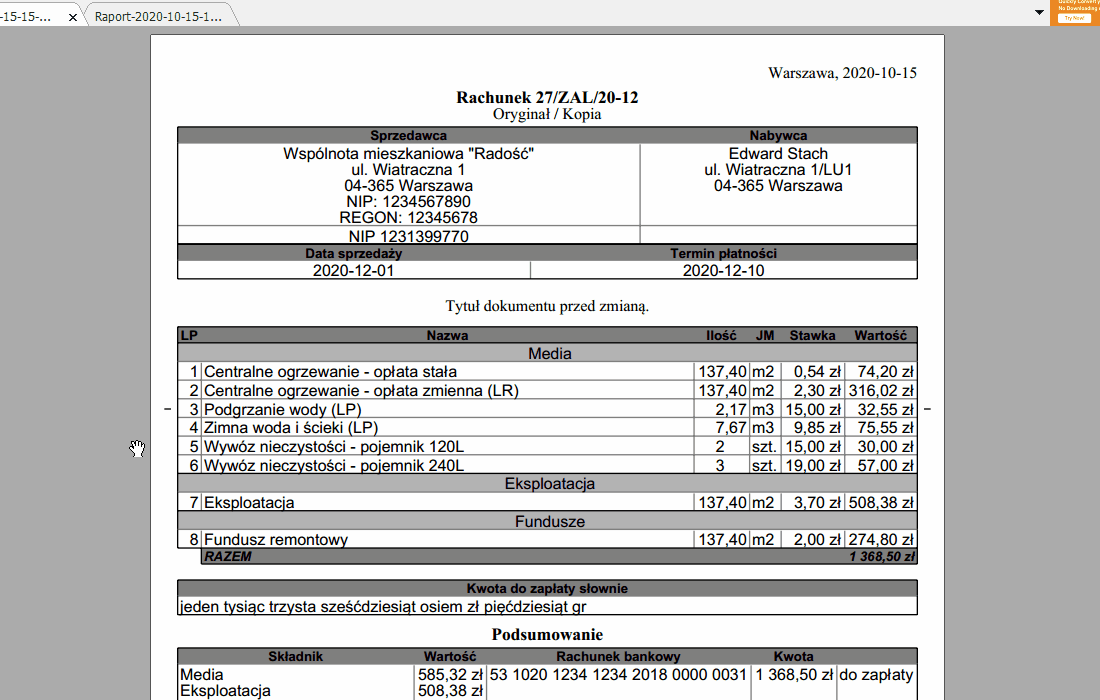 -15-15-...
Raport-2020-10-15-1...
No Downloading
Try Now!
Warszawa, 2020-10-15
Rachunek 27/ZAL/20-12
Oryginał / Kopia
Sprzedawca Nabywca
Wspólnota mieszkaniowa "Radość" Edward Stach
ul. Wiatraczna 1 ul. Wiatraczna 1/LU1
04-365 Warszawa 04-365 Warszawa
NIP: 1234567890
REGON: 12345678
NIP 1231399770
Data sprzedaży Termin płatności
2020-12-01 2020-12-10
Tytuł dokumentu przed zmianą.
LP Nazwa Ilość JM Stawka Wartość
Media
1 Centralne ogrzewanie - opłata stała 137,40 m2 0,54 zł 74,20 zł
2 Centralne ogrzewanie - opłata zmienna (LR) 137,40 m2 2,30 zł 316,02 zł
3 Podgrzanie wody (LP) 2,17 m3 15,00 zł 32,55 zł
4 Zimna woda i ścieki (LP) 7,67 m3 9,85 zł 75,55 zł
5 Wywóz nieczystości - pojemnik 120L 2 szt. 15,00 zł 30,00 zł
6 Wywóz nieczystości - pojemnik 240L 3 szt. 19,00 zł 57,00 zł
Eksploatacja
7 Eksploatacja 137,40 m2 3,70 zł 508,38 zł
Fundusze
8 Fundusz remontowy 137,40 m2 2,00 zł 274,80 zł
RAZEM 1 368,50 zł
Kwota do zapłaty słownie
jeden tysiąc trzysta sześćdziesiąt osiem zł pięćdziesiąt gr
Podsumowanie
Składnik Wartość Rachunek bankowy Kwota
Media 585,32 zł 53 1020 1234 1234 2018 0000 0031 1 368,50 zł do zapłaty
Eksploatacja 508,38 zł